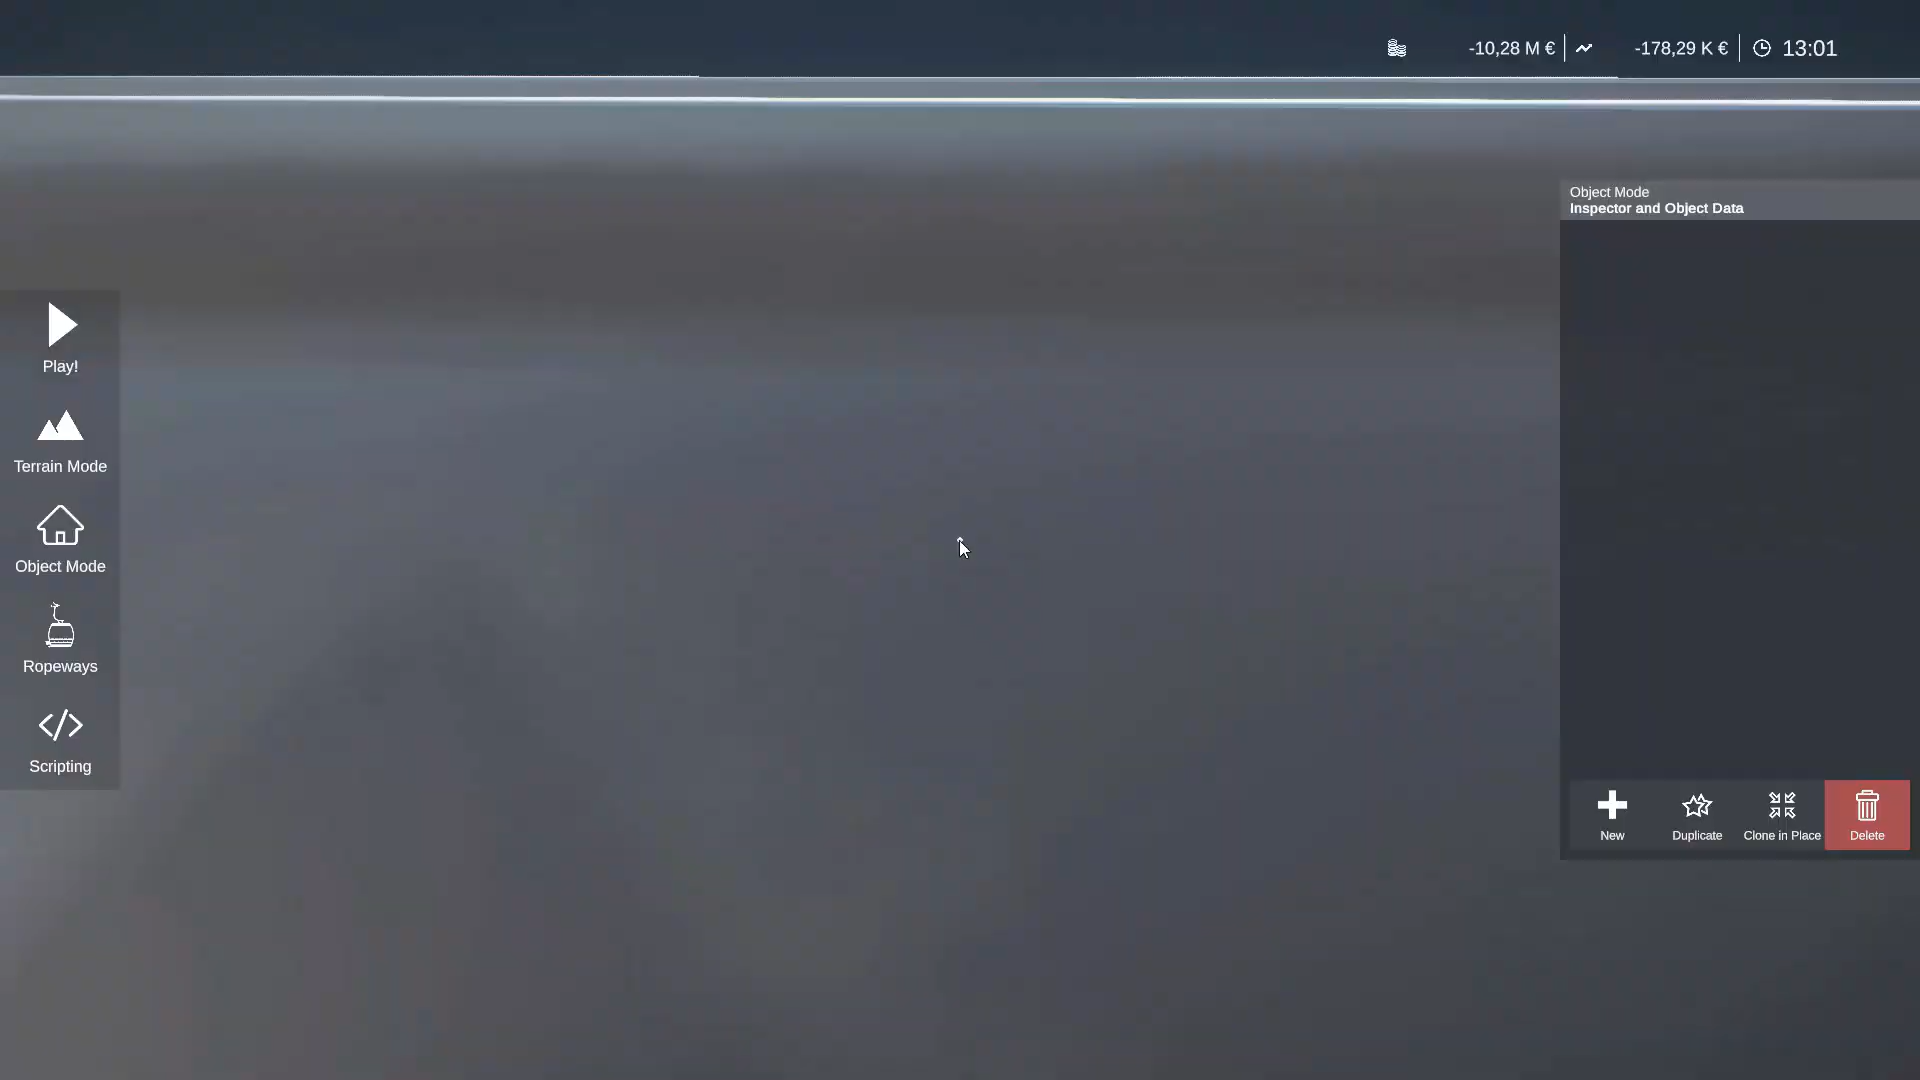 -10,28 M €
-178,29 K €
13:01
Object Mode
Inspector and Object Data
Play!
Terrain Mode
Object Mode
Ropeways
Scripting
New
Duplicate
Clone in Place
Delete